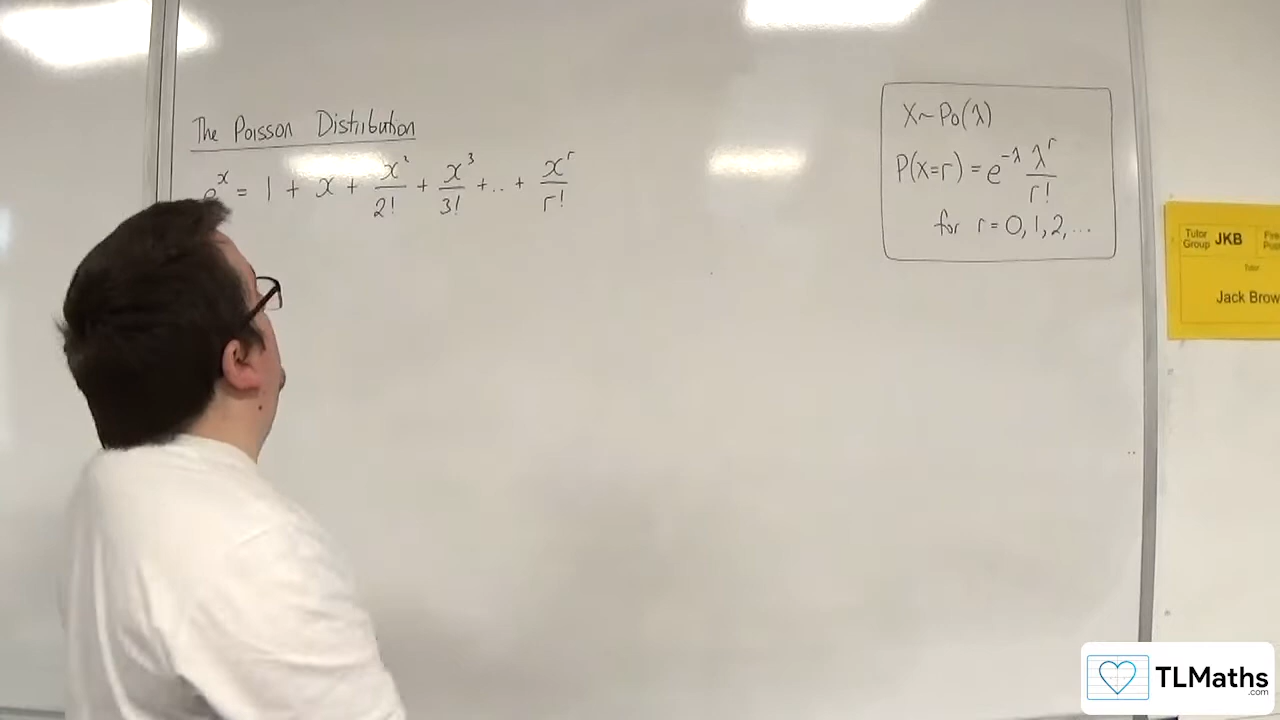 The Poisson Distribution
e^x = 1 + x + x²/2! + x³/3! + .. + x^r/r!
X~Po(λ)
P(X=r) = e^-λ λ^r/r!
for r = 0, 1, 2, ...
Tutor Group JKB
Tutor
Jack Brow
TLMaths
.com